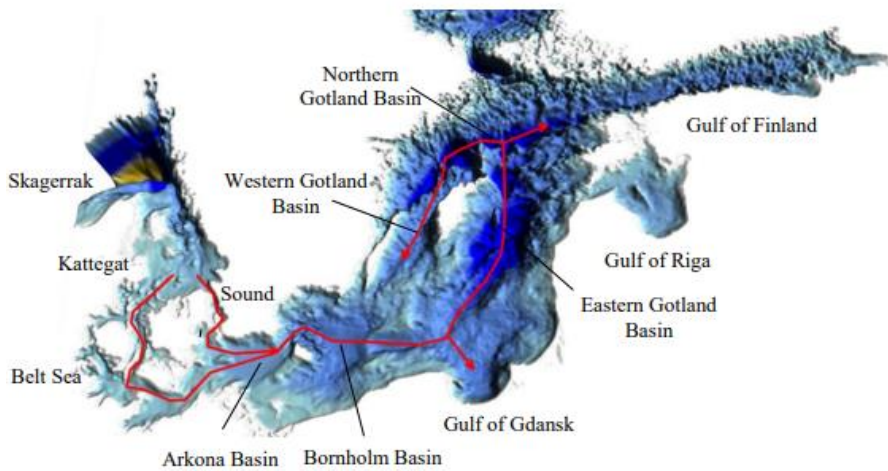 Northern
Gotland Basin
Gulf of Finland
Skagerrak
Western Gotland
Basin
Kattegat
Sound
Gulf of Riga
Eastern Gotland
Basin
Belt Sea
Gulf of Gdansk
Arkona Basin
Bornholm Basin